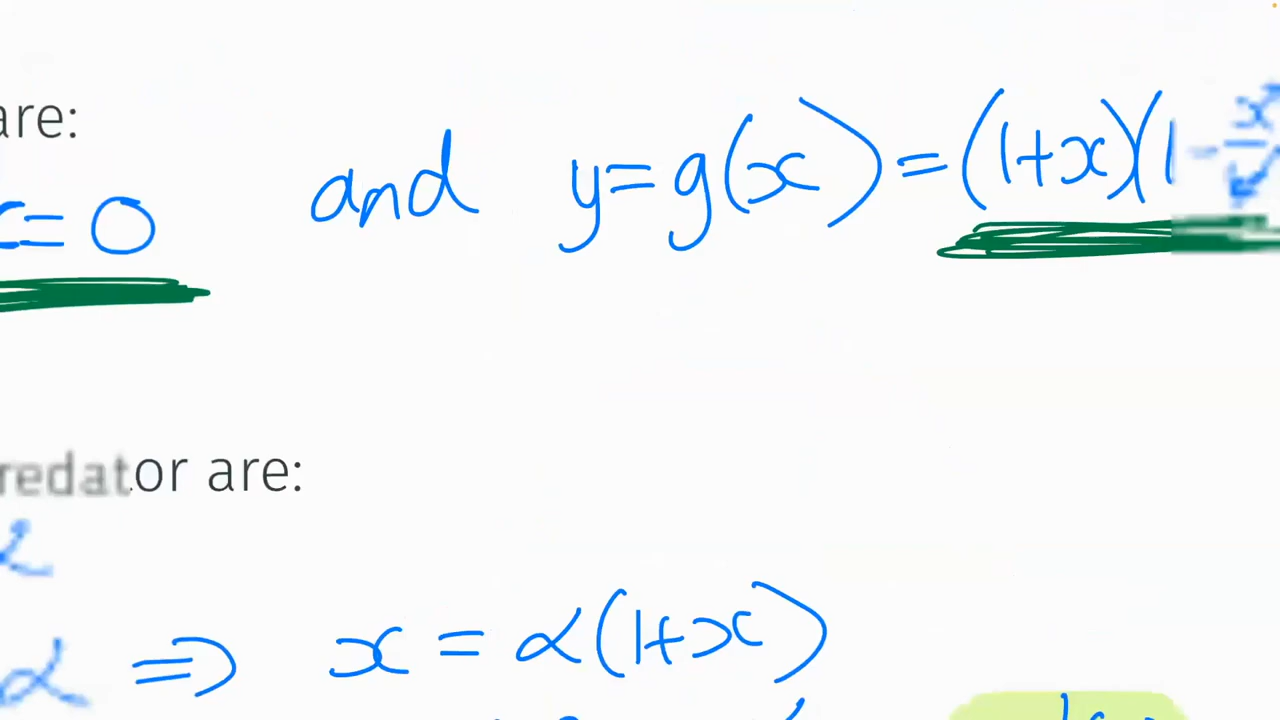 are:
x = 0 and y = g(x) = (1+x)(1 - x
redator are:
α
α ⇒ x = α(1+x)